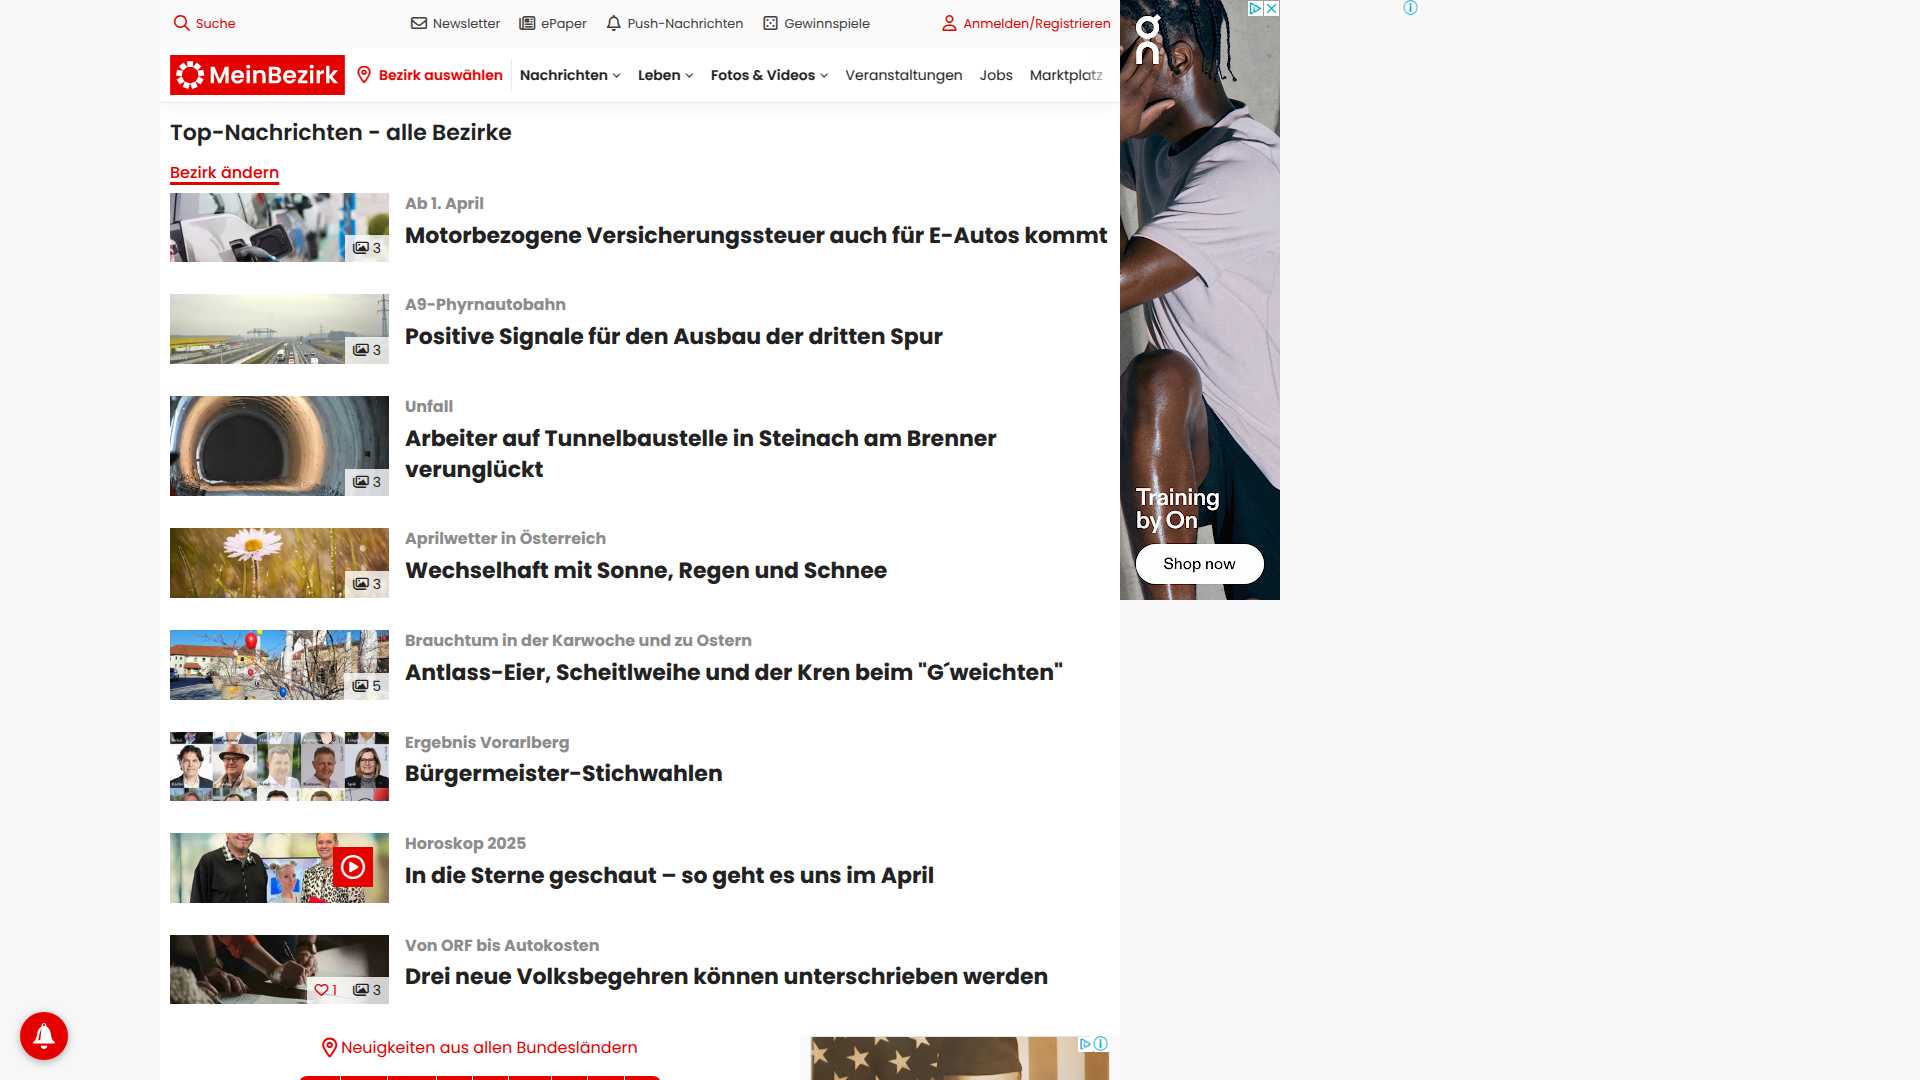 Suche
Newsletter
ePaper
Push-Nachrichten
Gewinnspiele
Anmelden/Registrieren
MeinBezirk
Bezirk auswählen
Nachrichten
Leben
Fotos & Videos
Veranstaltungen
Jobs
Marktplatz
Top-Nachrichten - alle Bezirke
Bezirk ändern
3
Ab 1. April
Motorbezogene Versicherungssteuer auch für E-Autos kommt
3
A9-Phyrnautobahn
Positive Signale für den Ausbau der dritten Spur
3
Unfall
Arbeiter auf Tunnelbaustelle in Steinach am Brenner
verunglückt
3
Aprilwetter in Österreich
Wechselhaft mit Sonne, Regen und Schnee
5
Brauchtum in der Karwoche und zu Ostern
Antlass-Eier, Scheitlweihe und der Kren beim "G´weichten"
Ergebnis Vorarlberg
Bürgermeister-Stichwahlen
Horoskop 2025
In die Sterne geschaut – so geht es uns im April
1 3
Von ORF bis Autokosten
Drei neue Volksbegehren können unterschrieben werden
Neuigkeiten aus allen Bundesländern
Training
by On
Shop now